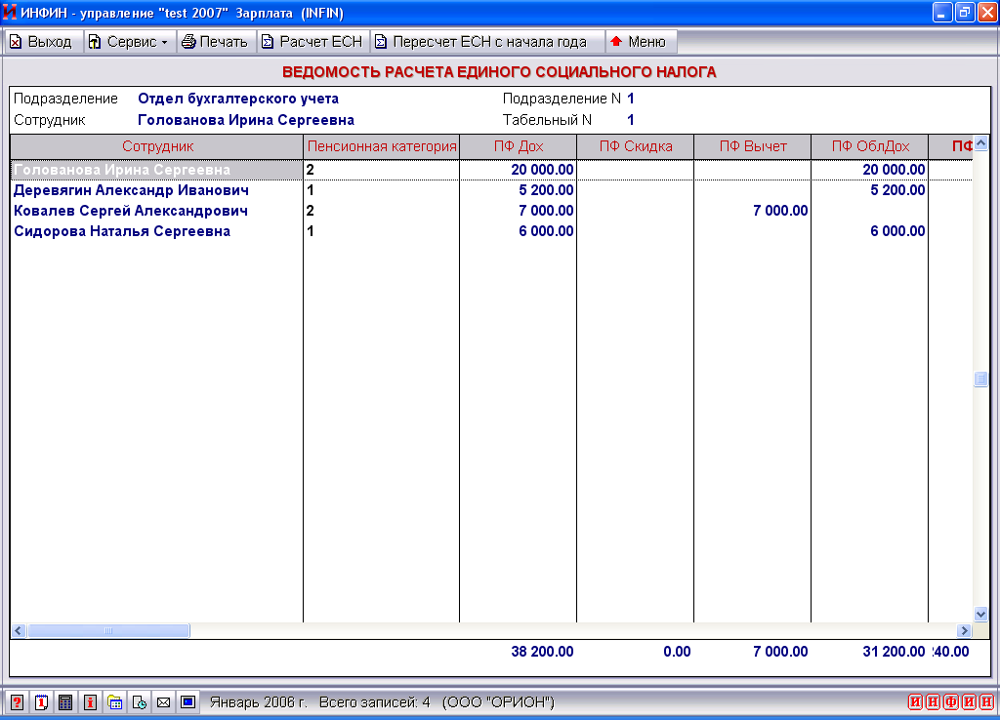 ИНФИН - управление "test 2007" Зарплата (INFIN)
Выход Сервис Печать Расчет ЕСН Пересчет ЕСН с начала года Меню
ВЕДОМОСТЬ РАСЧЕТА ЕДИНОГО СОЦИАЛЬНОГО НАЛОГА
Подразделение Отдел бухгалтерского учета Подразделение N 1
Сотрудник Голованова Ирина Сергеевна Табельный N 1
Сотрудник Пенсионная категория ПФ Дох ПФ Скидка ПФ Вычет ПФ ОблДох ПФ
Голованова Ирина Сергеевна 2 20 000.00 20 000.00
Деревягин Александр Иванович 1 5 200.00 5 200.00
Ковалев Сергей Александрович 2 7 000.00 7 000.00
Сидорова Наталья Сергеевна 1 6 000.00 6 000.00
38 200.00 0.00 7 000.00 31 200.00 240.00
Январь 2008 г. Всего записей: 4 (ООО "ОРИОН")
ИНФИН